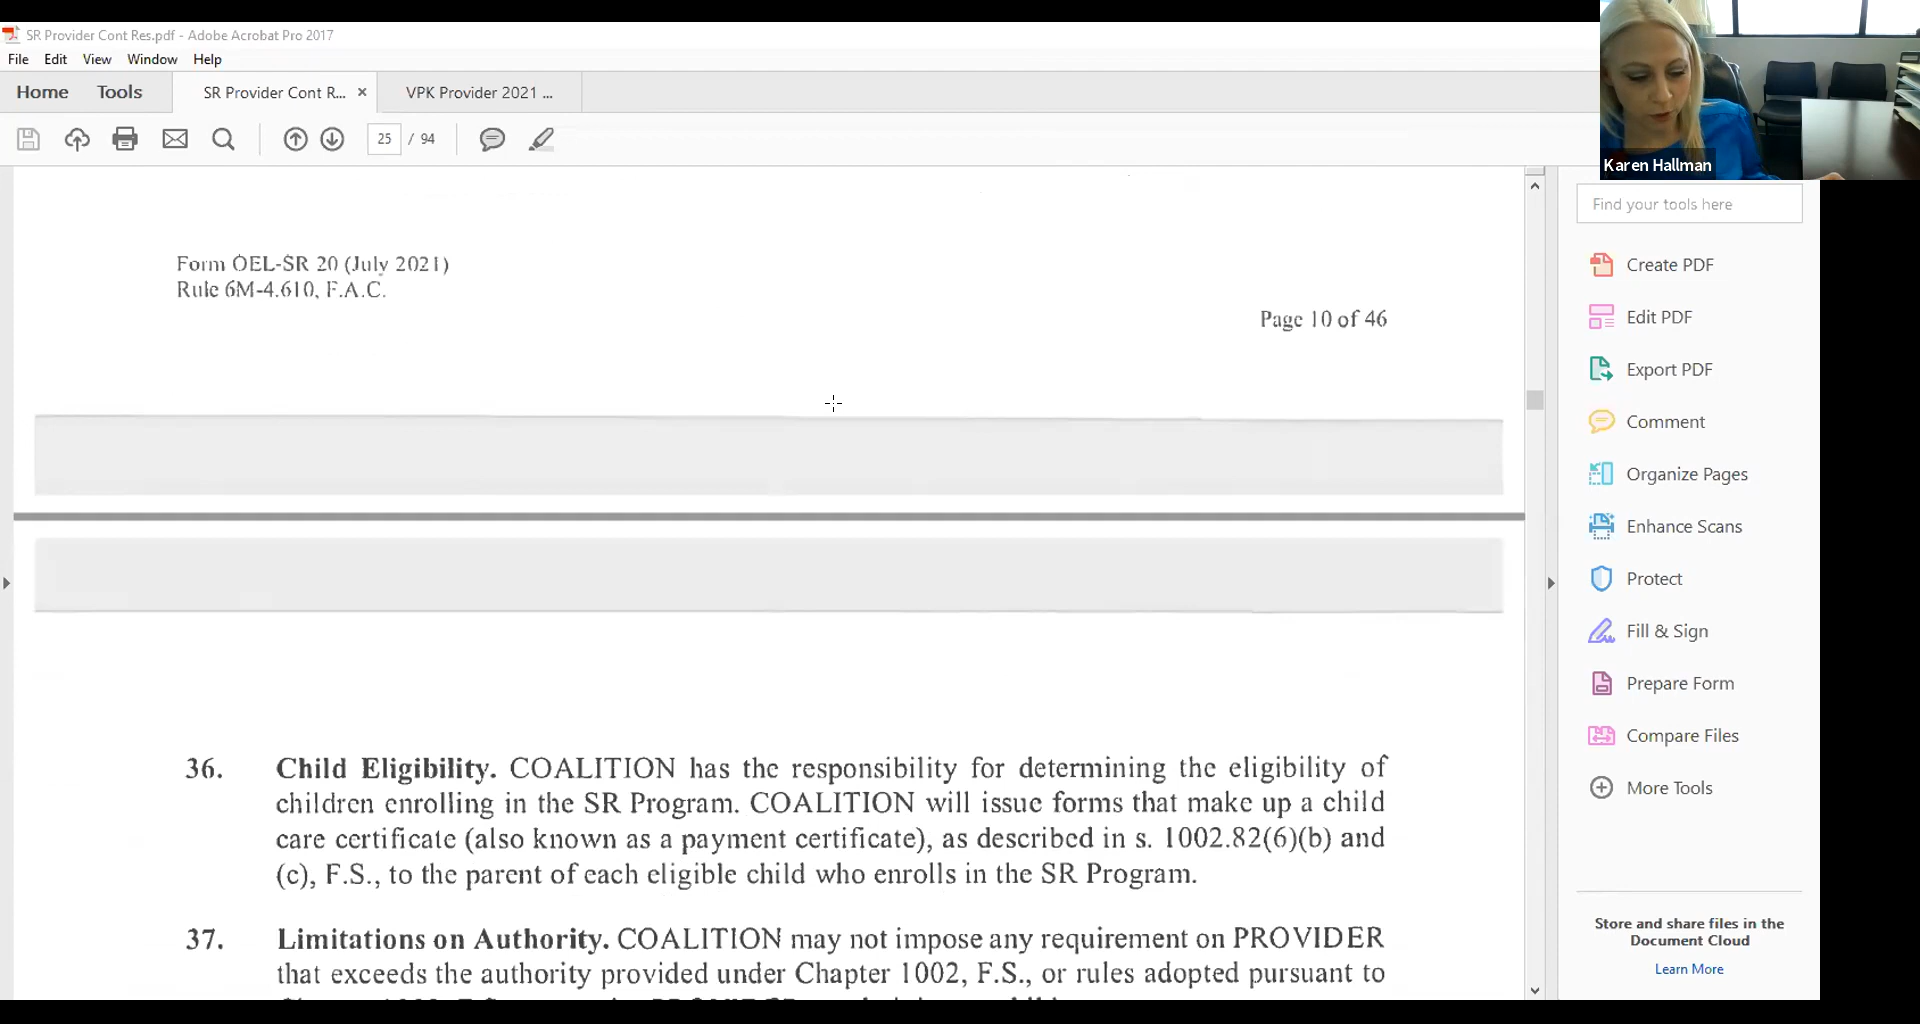 SR Provider Cont Res.pdf - Adobe Acrobat Pro 2017
File Edit View Window Help
Home Tools SR Provider Cont R... × VPK Provider 2021 ...
25 / 94
Karen Hallman
Form OEL-SR 20 (July 2021)
Rule 6M-4.610, F.A.C.
Page 10 of 46
36. Child Eligibility. COALITION has the responsibility for determining the eligibility of
children enrolling in the SR Program. COALITION will issue forms that make up a child
care certificate (also known as a payment certificate), as described in s. 1002.82(6)(b) and
(c), F.S., to the parent of each eligible child who enrolls in the SR Program.
37. Limitations on Authority. COALITION may not impose any requirement on PROVIDER
that exceeds the authority provided under Chapter 1002, F.S., or rules adopted pursuant to
Find your tools here
Create PDF
Edit PDF
Export PDF
Comment
Organize Pages
Enhance Scans
Protect
Fill & Sign
Prepare Form
Compare Files
More Tools
Store and share files in the
Document Cloud
Learn More